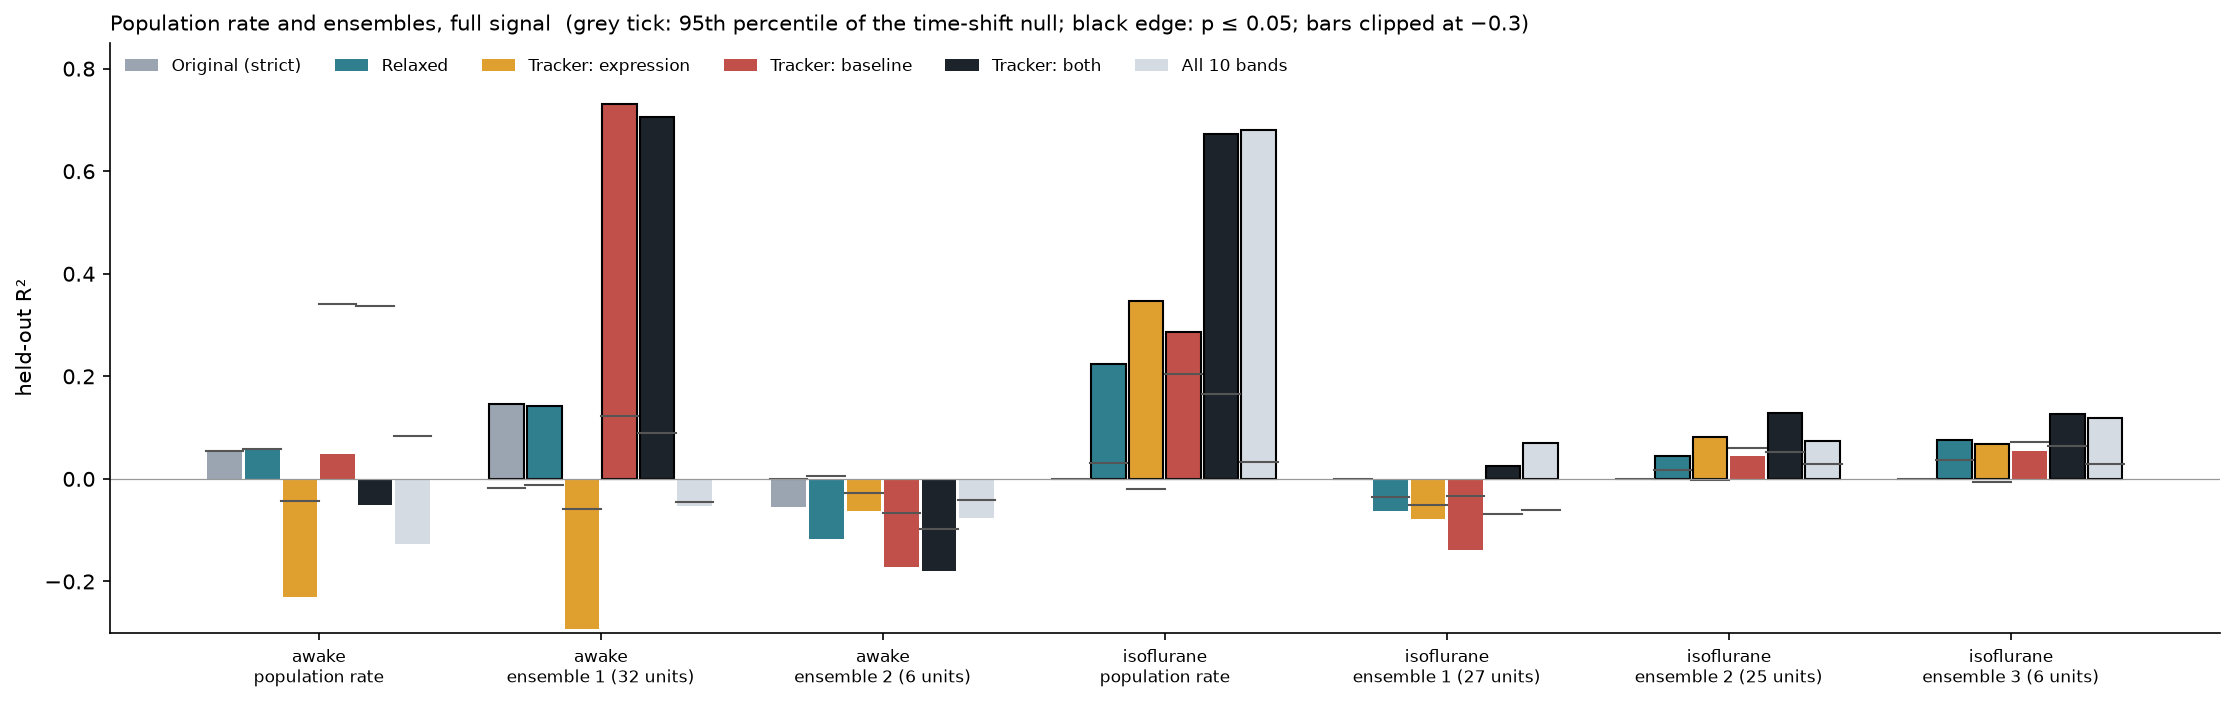 Population rate and ensembles, full signal  (grey tick: 95th percentile of the time-shift null; black edge: p ≤ 0.05; bars clipped at −0.3)
Original (strict)
Relaxed
Tracker: expression
Tracker: baseline
Tracker: both
All 10 bands
held-out R²
0.8
0.6
0.4
0.2
0.0
−0.2
awake
population rate
awake
ensemble 1 (32 units)
awake
ensemble 2 (6 units)
isoflurane
population rate
isoflurane
ensemble 1 (27 units)
isoflurane
ensemble 2 (25 units)
isoflurane
ensemble 3 (6 units)